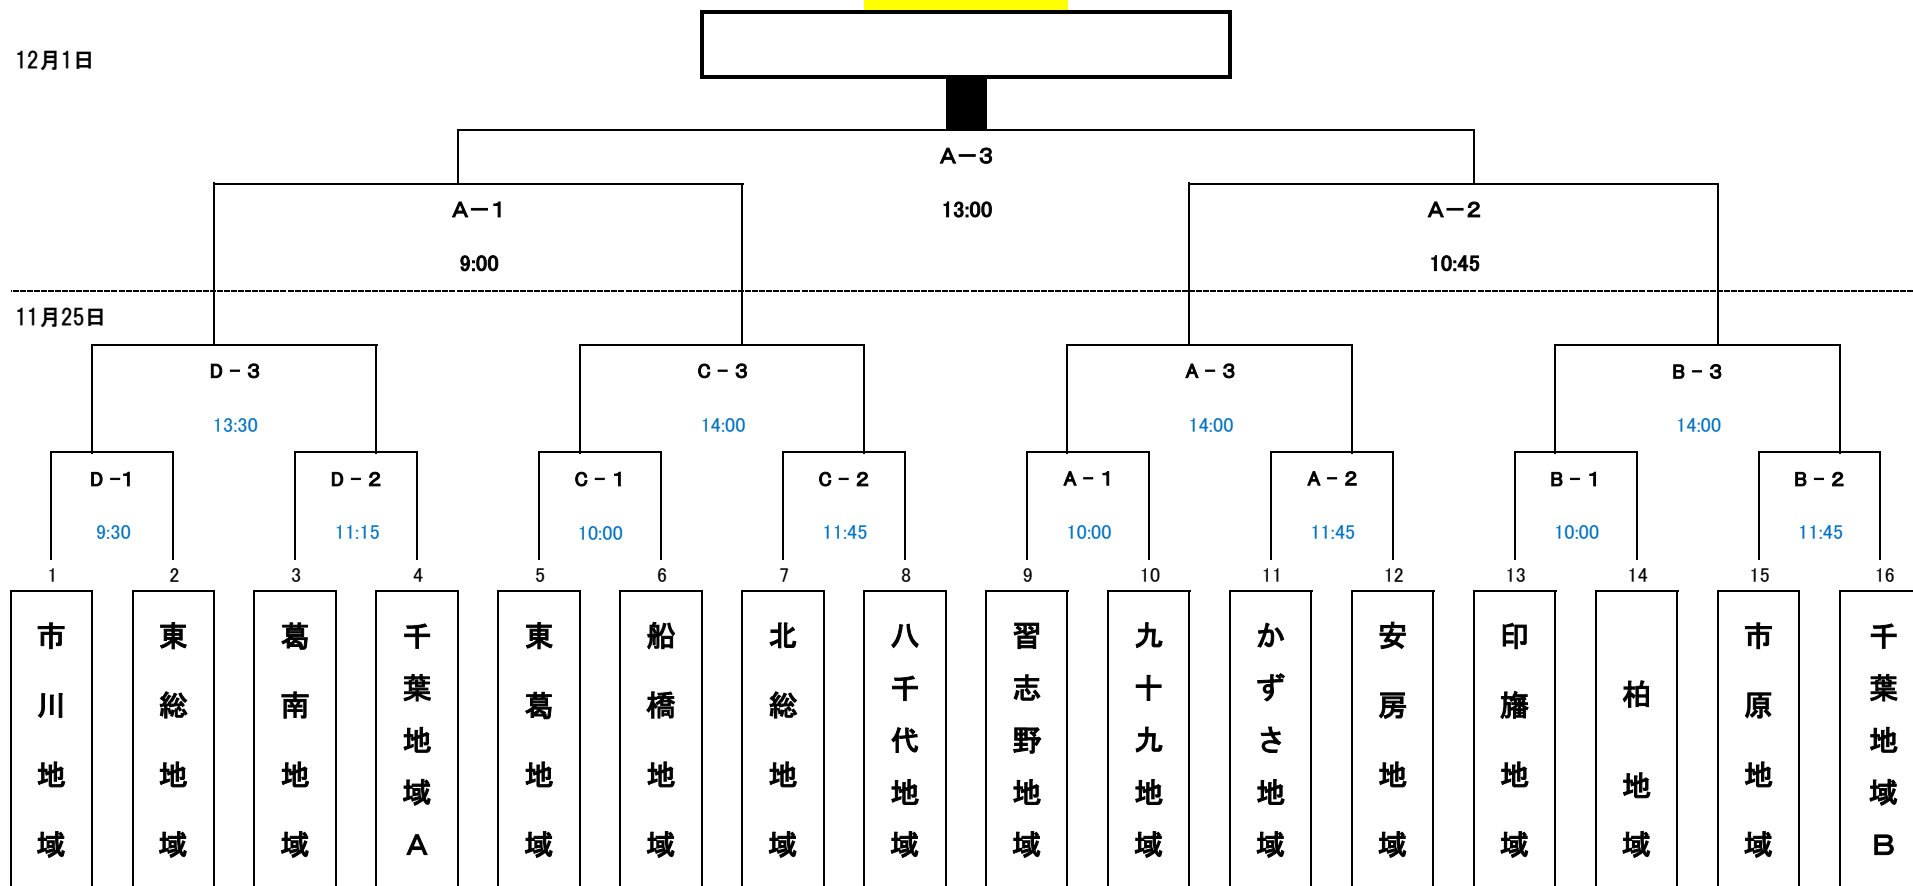 12月1日
A－3
A－1
13:00
A－2
9:00
10:45
11月25日
D－3
C－3
A－3
B－3
13:30
14:00
14:00
14:00
D－1
D－2
C－1
C－2
A－1
A－2
B－1
B－2
9:30
11:15
10:00
11:45
10:00
11:45
10:00
11:45
1
2
3
4
5
6
7
8
9
10
11
12
13
14
15
16
市川地域
東総地域
葛南地域
千葉地域A
東葛地域
船橋地域
北総地域
八千代地域
習志野地域
九十九地域
かずさ地域
安房地域
印旛地域
柏地域
市原地域
千葉地域B